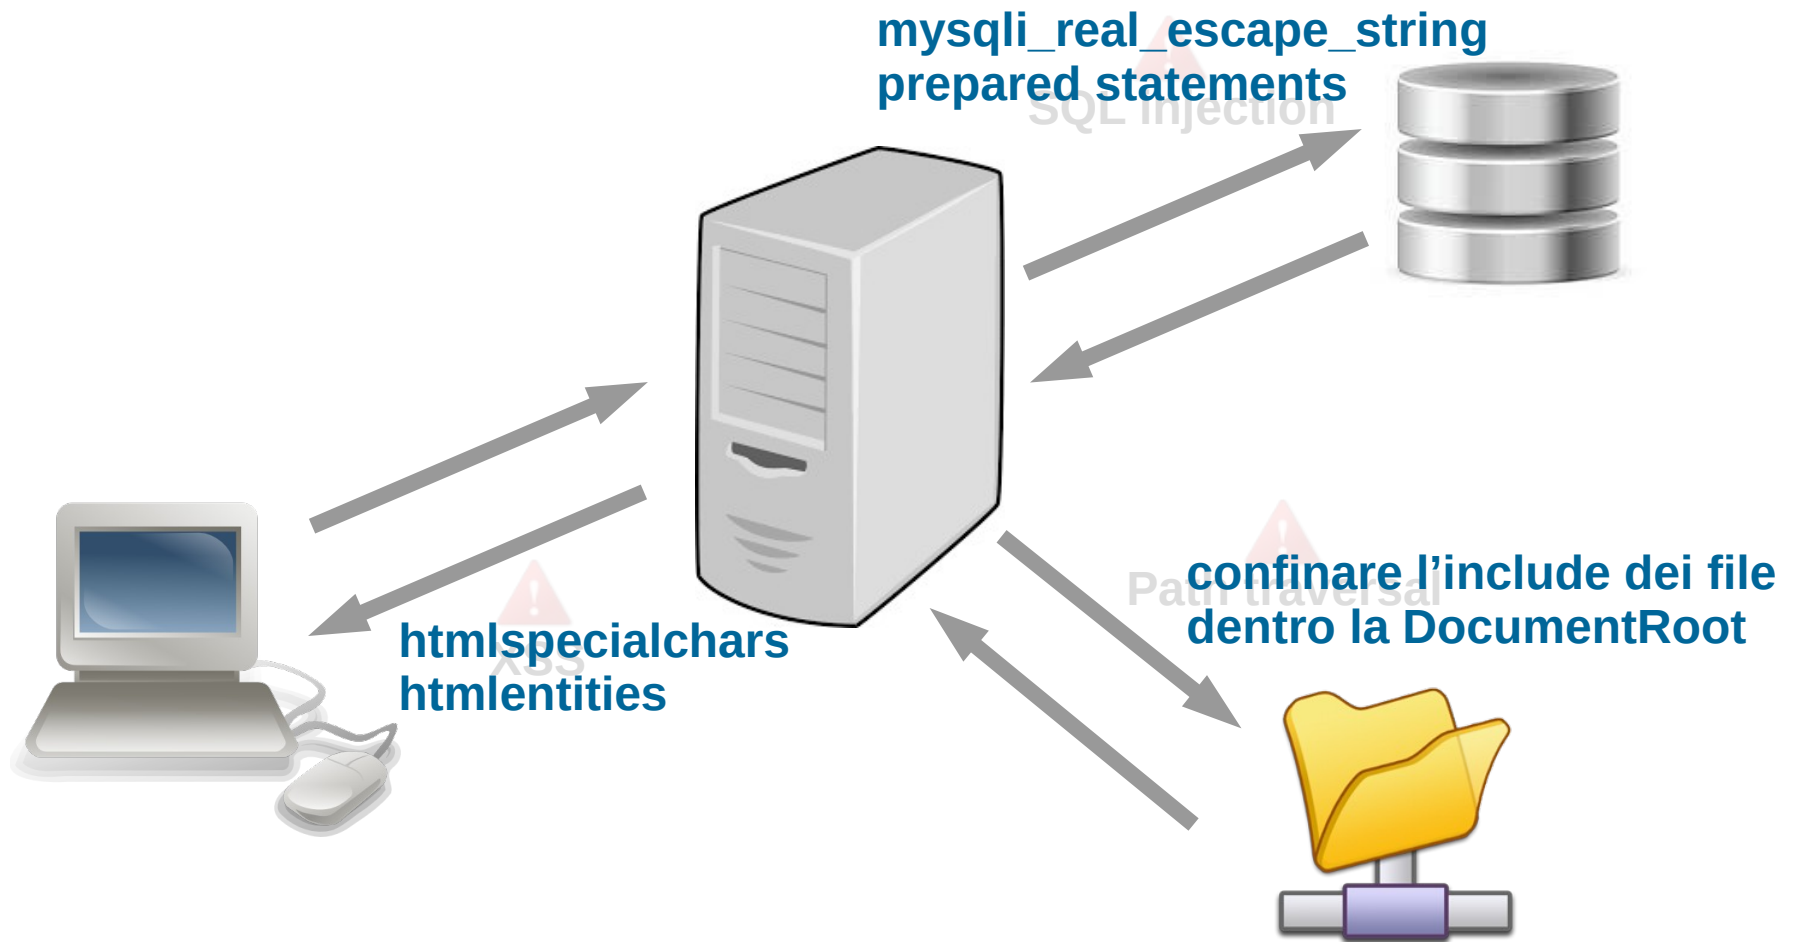 mysqli_real_escape_string
prepared statements
SQL injection
confinare l’include dei file
Path traversal
dentro la DocumentRoot
htmlspecialchars
XSS
htmlentities